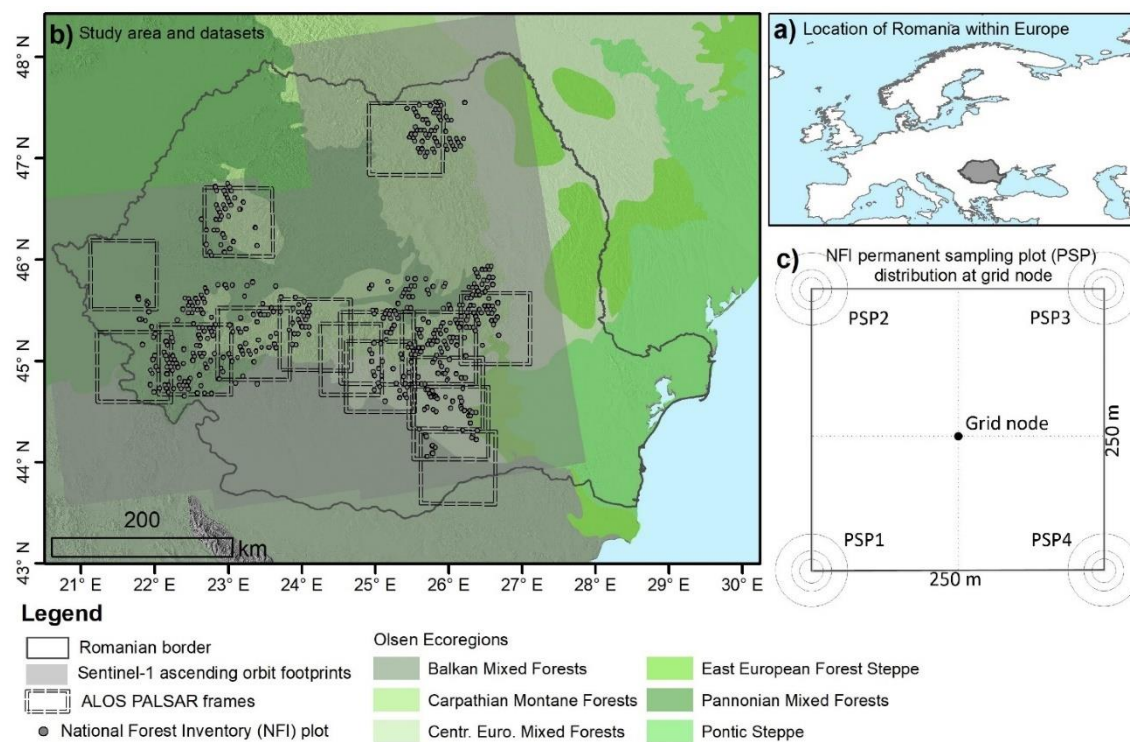 b) Study area and datasets
48° N
47° N
46° N
45° N
44° N
43° N
200
km
21° E 22° E 23° E 24° E 25° E 26° E 27° E 28° E 29° E 30° E
a) Location of Romania within Europe
c) NFI permanent sampling plot (PSP)
distribution at grid node
PSP2
PSP3
Grid node
250 m
PSP1
PSP4
250 m
Legend
Romanian border
Sentinel-1 ascending orbit footprints
ALOS PALSAR frames
National Forest Inventory (NFI) plot
Olsen Ecoregions
Balkan Mixed Forests
Carpathian Montane Forests
Centr. Euro. Mixed Forests
East European Forest Steppe
Pannonian Mixed Forests
Pontic Steppe